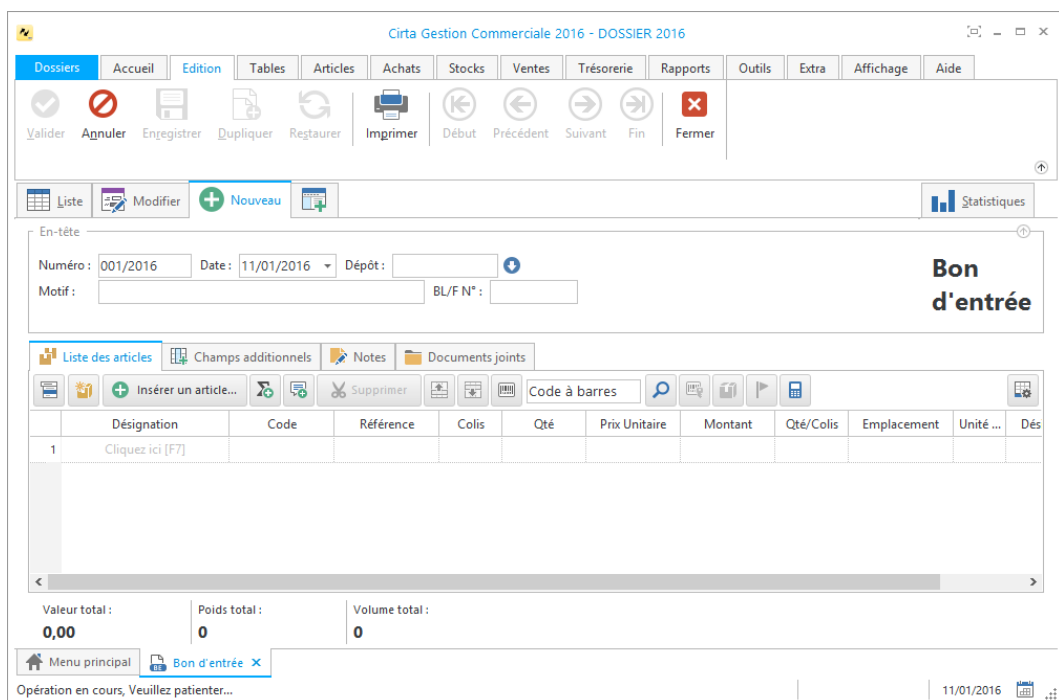 Cirta Gestion Commerciale 2016 - DOSSIER 2016
Dossiers Accueil Edition Tables Articles Achats Stocks Ventes Trésorerie Rapports Outils Extra Affichage Aide
Valider Annuler Enregistrer Dupliquer Restaurer Imprimer Début Précédent Suivant Fin Fermer
Liste Modifier Nouveau Statistiques
En-tête
Numéro : 001/2016 Date : 11/01/2016 Dépôt :
Motif : BL/F N° :
Bon
d'entrée
Liste des articles Champs additionnels Notes Documents joints
Insérer un article... Supprimer Code à barres
Désignation Code Référence Colis Qté Prix Unitaire Montant Qté/Colis Emplacement Unité ... Dés
1 Cliquez ici [F7]
Valeur total : Poids total : Volume total :
0,00 0 0
Menu principal BE Bon d'entrée
Opération en cours, Veuillez patienter... 11/01/2016